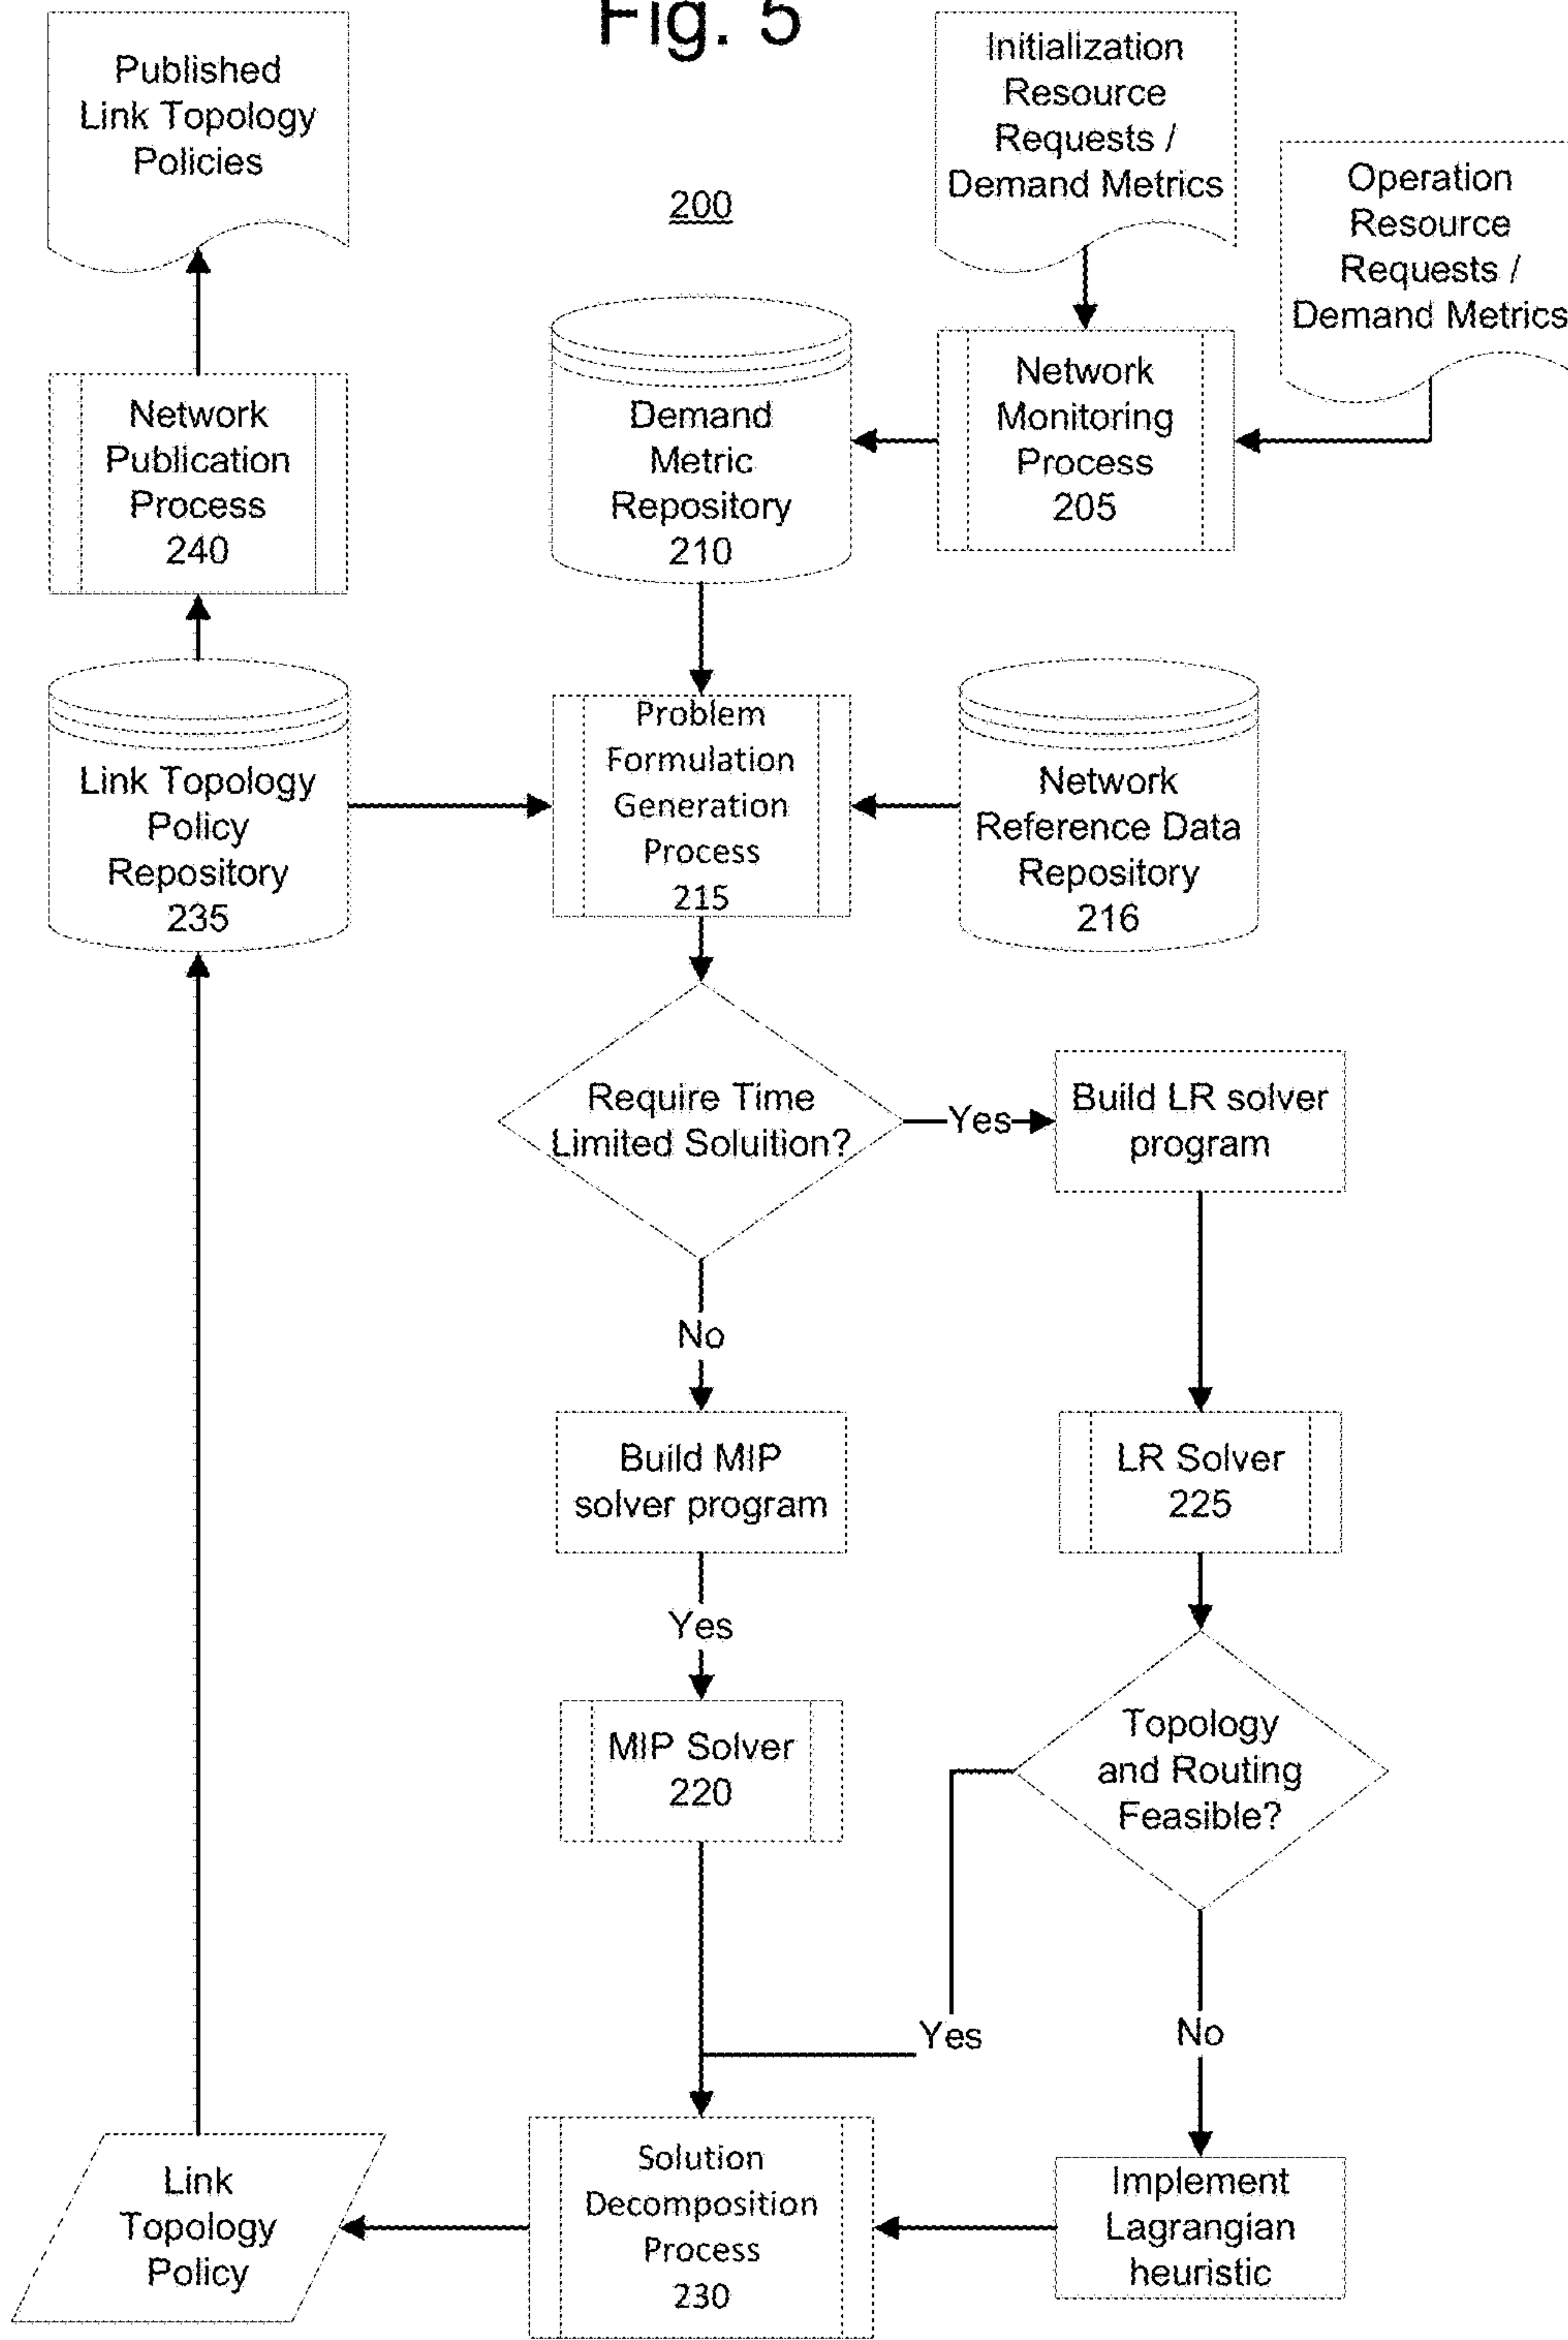 Fig. 5
Published
Link Topology
Policies
Initialization
Resource
Requests /
Demand Metrics
Operation
Resource
Requests /
Demand Metrics
200
Network
Publication
Process
240
Demand
Metric
Repository
210
Network
Monitoring
Process
205
Link Topology
Policy
Repository
235
Problem
Formulation
Generation
Process
215
Network
Reference Data
Repository
216
Require Time
Limited Soluition?
Yes
Build LR solver
program
No
Build MIP
solver program
LR Solver
225
Yes
MIP Solver
220
Topology
and Routing
Feasible?
Yes
No
Link
Topology
Policy
Solution
Decomposition
Process
230
Implement
Lagrangian
heuristic